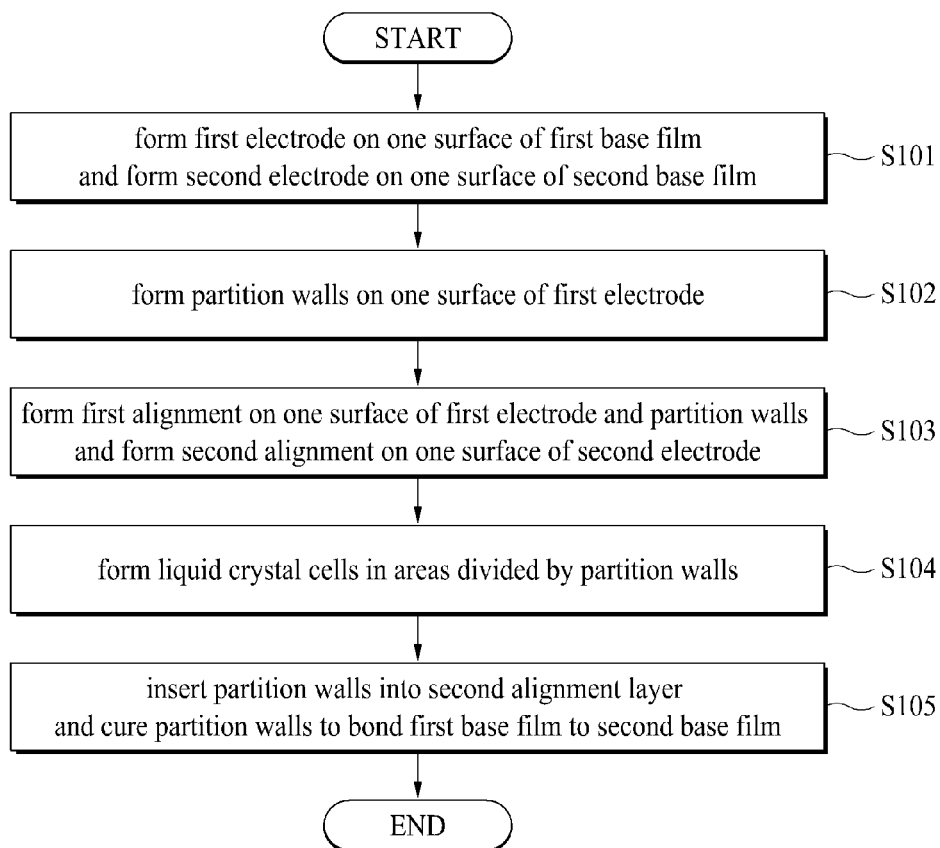 START
form first electrode on one surface of first base film
and form second electrode on one surface of second base film
S101
form partition walls on one surface of first electrode
S102
form first alignment on one surface of first electrode and partition walls
and form second alignment on one surface of second electrode
S103
form liquid crystal cells in areas divided by partition walls
S104
insert partition walls into second alignment layer
and cure partition walls to bond first base film to second base film
S105
END